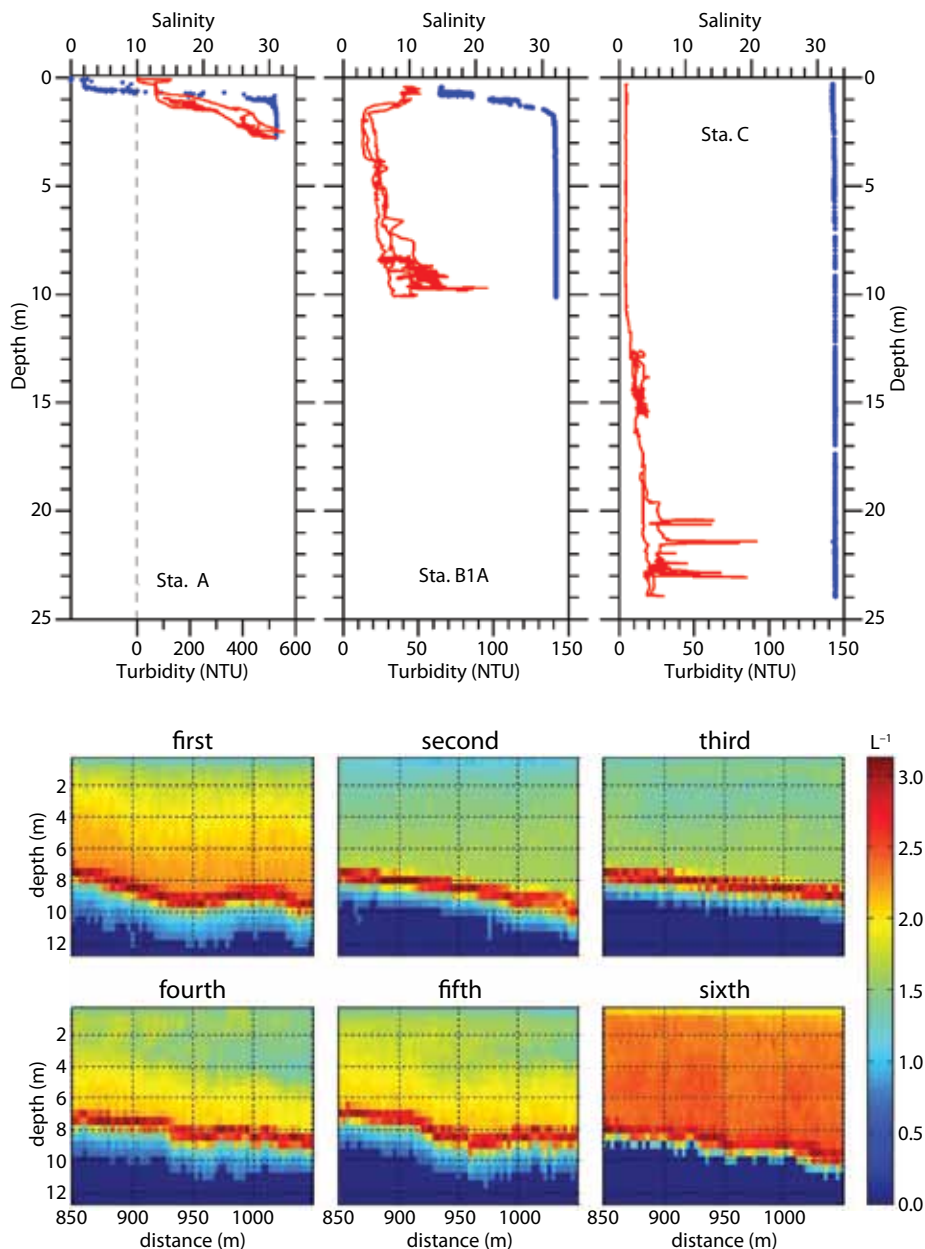 Salinity Salinity Salinity
0 10 20 30 0 10 20 30 0 10 20 30
0 0
Sta. C
5 5
10 10
Depth (m) Depth (m)
15 15
20 20
Sta. A Sta. B1A
25 25
0 200 400 600 0 50 100 150 0 50 100 150
Turbidity (NTU) Turbidity (NTU) Turbidity (NTU)
first second third L⁻¹
2 3.0
4 2.5
depth (m)
6
8 2.0
10
12
fourth fifth sixth 1.5
2
4 1.0
depth (m)
6
8 0.5
10
12 0.0
850 900 950 1000 850 900 950 1000 850 900 950 1000
distance (m) distance (m) distance (m)